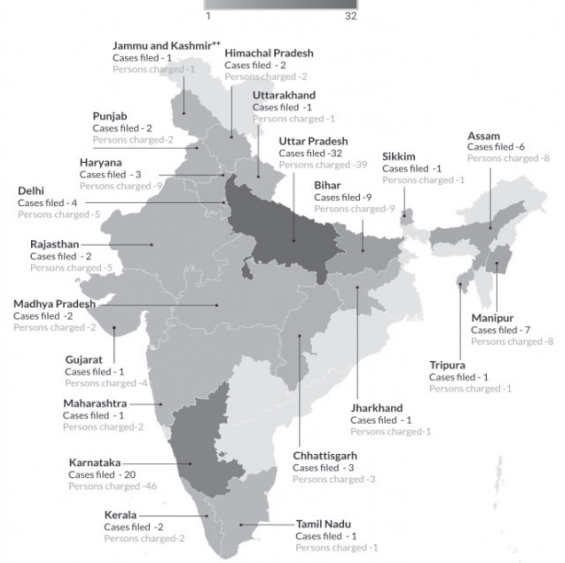 1 32
Jammu and Kashmir**
Cases filed - 1
Persons charged -1
Himachal Pradesh
Cases filed - 2
Persons charged -2
Uttarakhand
Cases filed -1
Persons charged -1
Punjab
Cases filed - 2
Persons charged-2
Uttar Pradesh
Cases filed -32
Persons charged -39
Assam
Cases filed -6
Persons charged -8
Haryana
Cases filed - 3
Persons charged -9
Sikkim
Cases filed -1
Persons charged -1
Bihar
Cases filed -9
Persons charged-9
Delhi
Cases filed - 4
Persons charged -5
Rajasthan
Cases filed - 2
Persons charged -5
Madhya Pradesh
Cases filed -2
Persons charged -2
Manipur
Cases filed - 7
Persons charged -8
Gujarat
Cases filed - 1
Persons charged -4
Tripura
Cases filed - 1
Persons charged -1
Maharashtra
Cases filed - 1
Persons charged-2
Jharkhand
Cases filed - 1
Persons charged-1
Chhattisgarh
Cases filed - 3
Persons charged -3
Karnataka
Cases filed - 20
Persons charged -46
Kerala
Cases filed -2
Persons charged-2
Tamil Nadu
Cases filed - 1
Persons charged -1